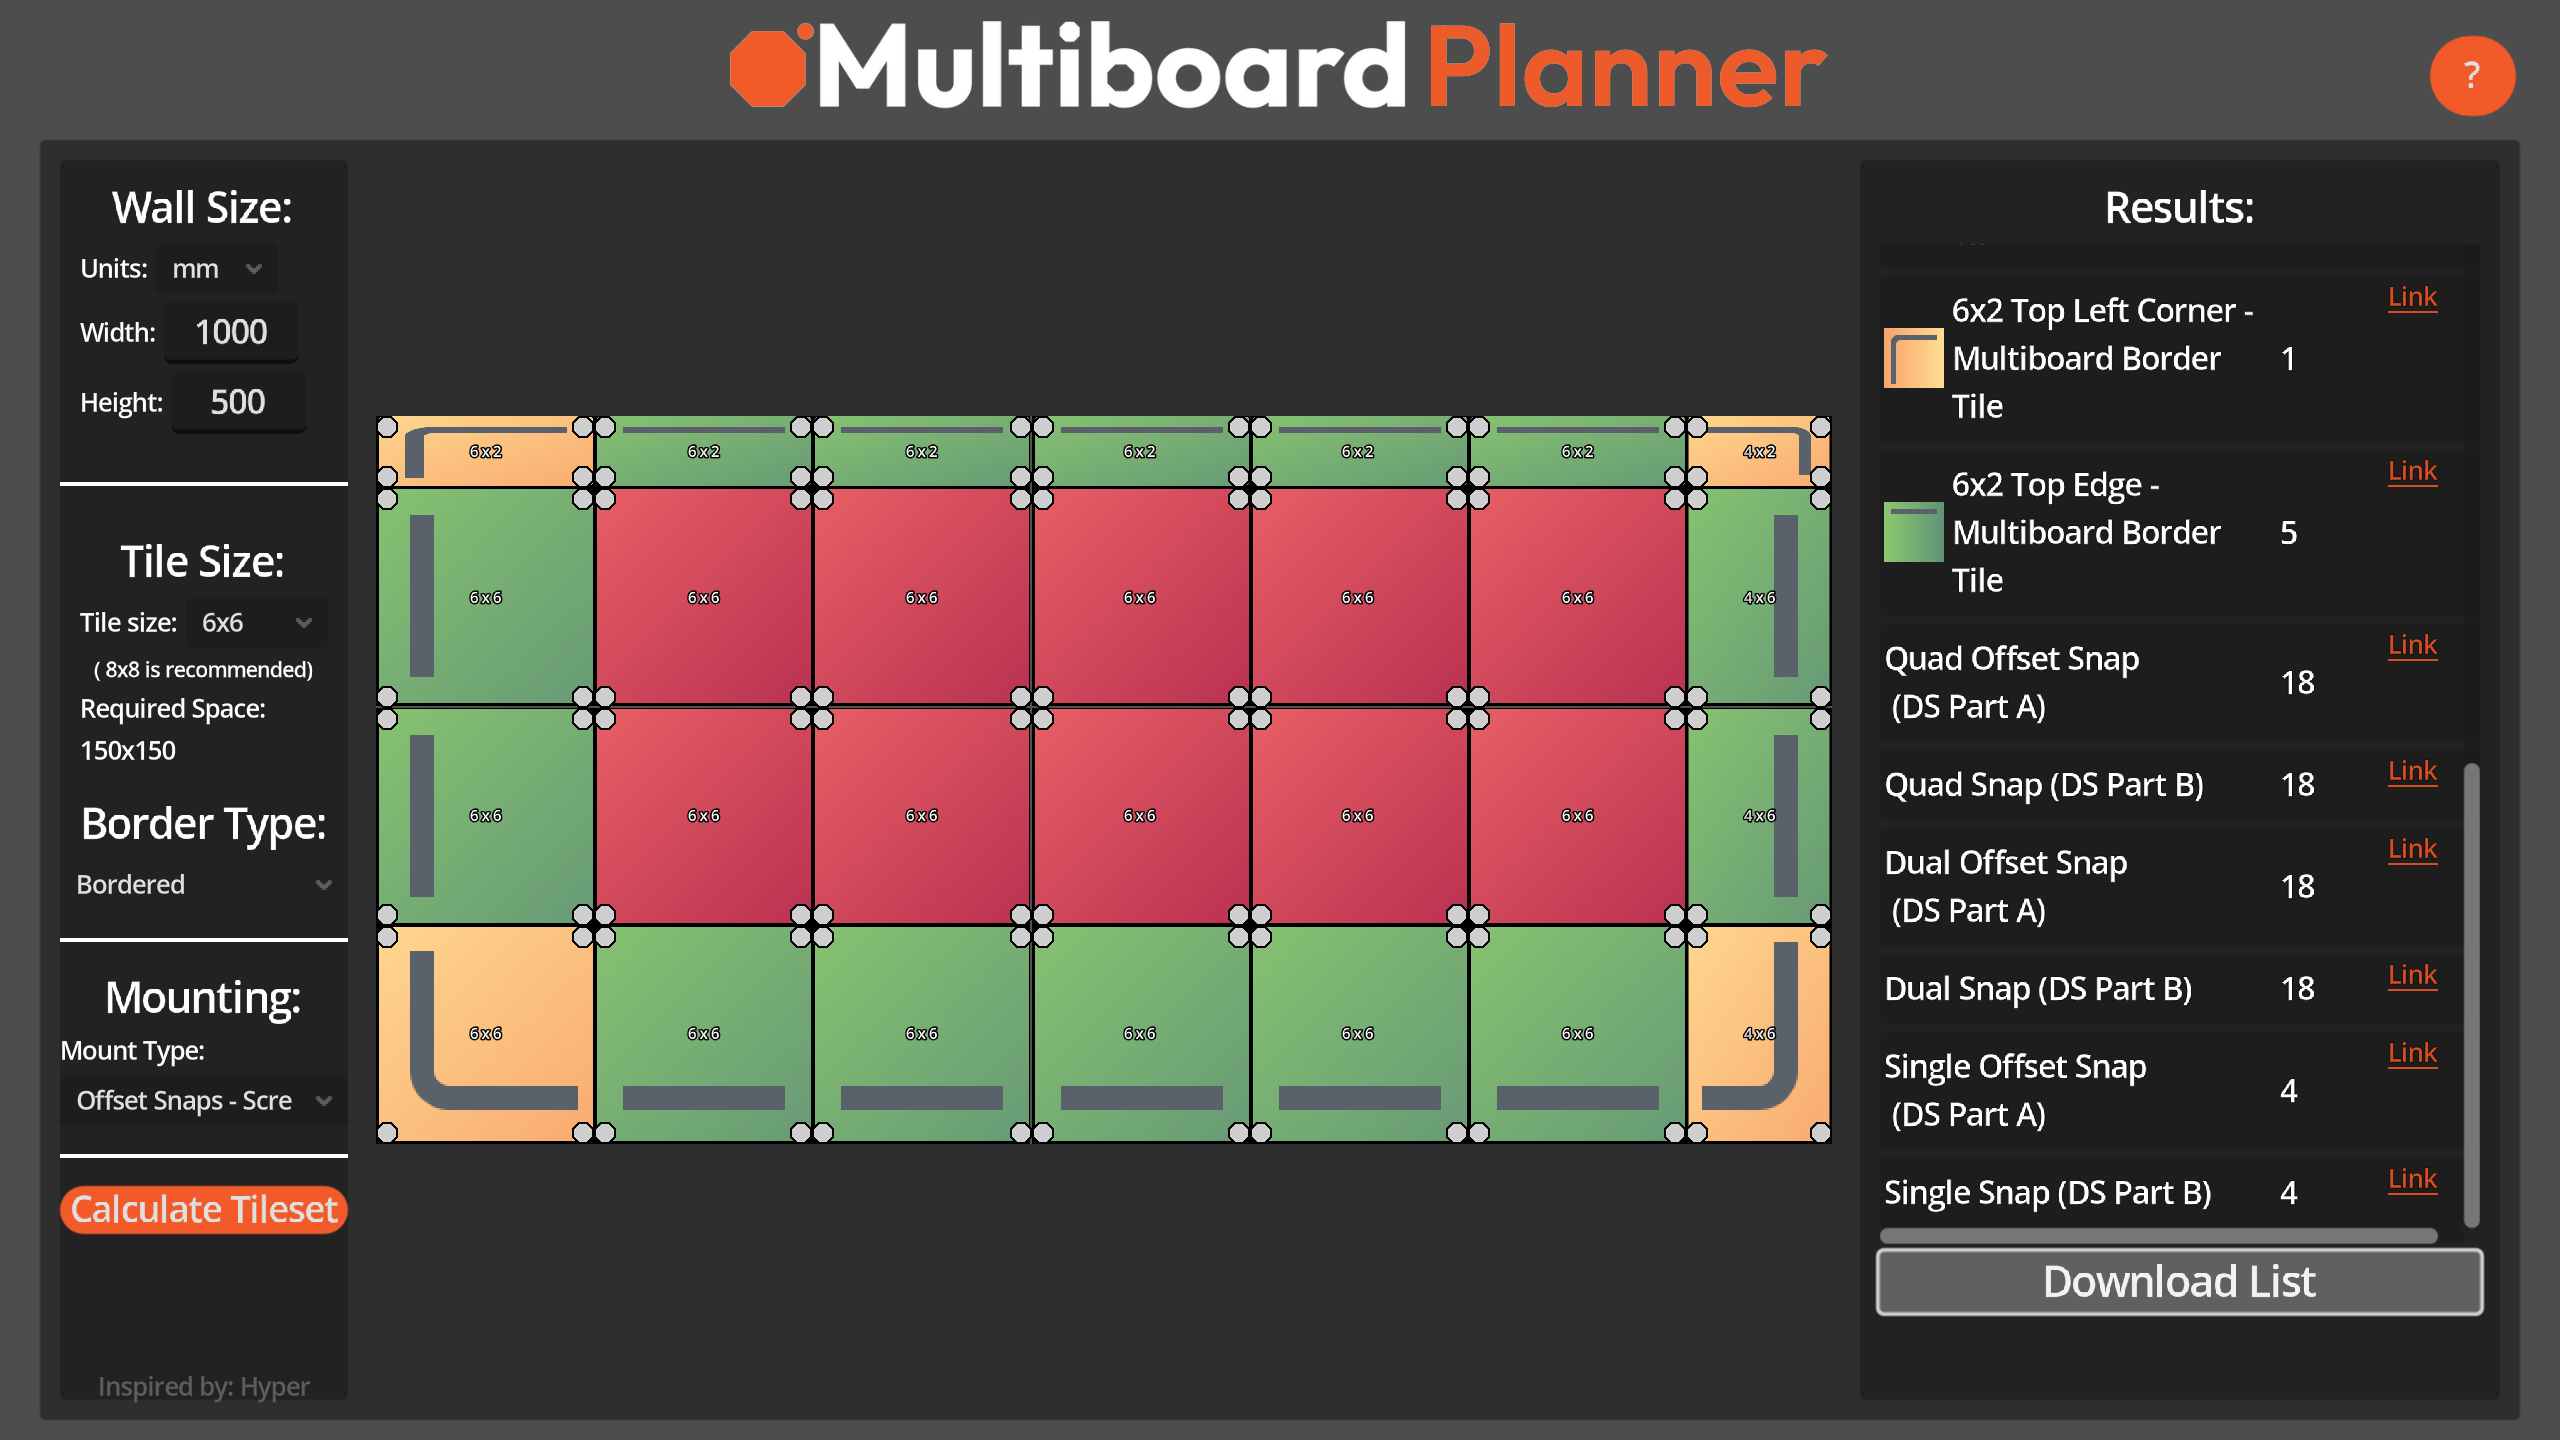 Multiboard Planner
?
Wall Size:
Units: mm
Width: 1000
Height: 500
Tile Size:
Tile size: 6x6
( 8x8 is recommended)
Required Space:
150x150
Border Type:
Bordered
Mounting:
Mount Type:
Offset Snaps - Scre
Calculate Tileset
Inspired by: Hyper
6x2 6x2 6x2 6x2 6x2 6x2 4x2
6x6 6x6 6x6 6x6 6x6 6x6 4x6
6x6 6x6 6x6 6x6 6x6 6x6 4x6
6x6 6x6 6x6 6x6 6x6 6x6 4x6
Results:
6x2 Top Left Corner - Link
Multiboard Border 1
Tile
6x2 Top Edge - Link
Multiboard Border 5
Tile
Quad Offset Snap Link
(DS Part A) 18
Quad Snap (DS Part B) 18 Link
Dual Offset Snap Link
(DS Part A) 18
Dual Snap (DS Part B) 18 Link
Single Offset Snap Link
(DS Part A) 4
Single Snap (DS Part B) 4 Link
Download List